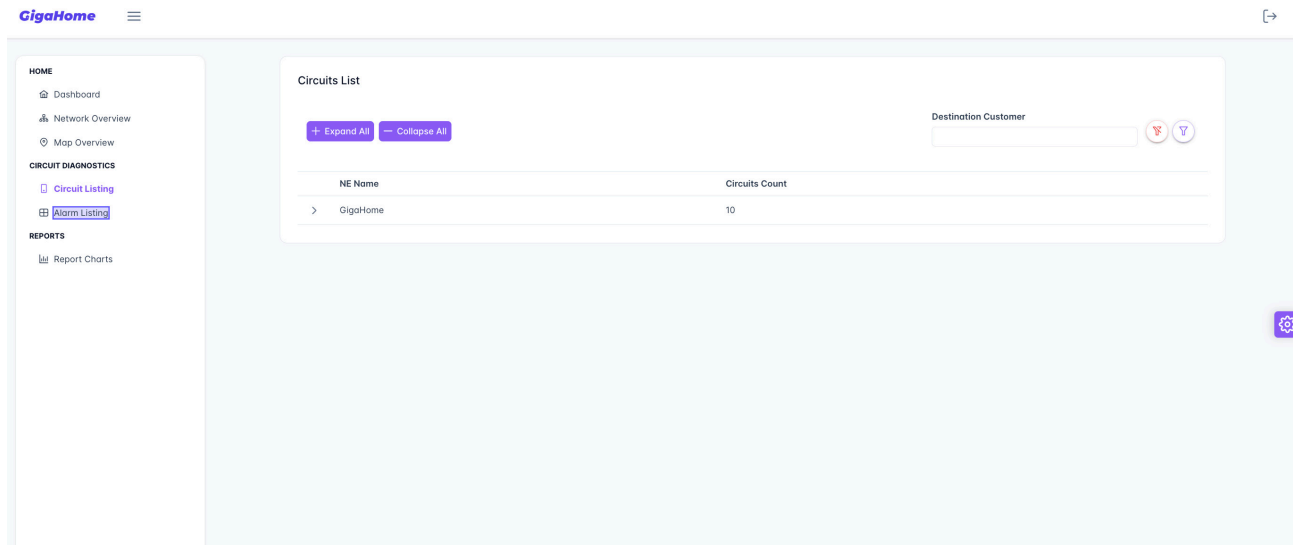 GigaHome
HOME
Dashboard
Network Overview
Map Overview
CIRCUIT DIAGNOSTICS
Circuit Listing
Alarm Listing
REPORTS
Report Charts
Circuits List
Expand All
Collapse All
Destination Customer
NE Name Circuits Count
GigaHome 10